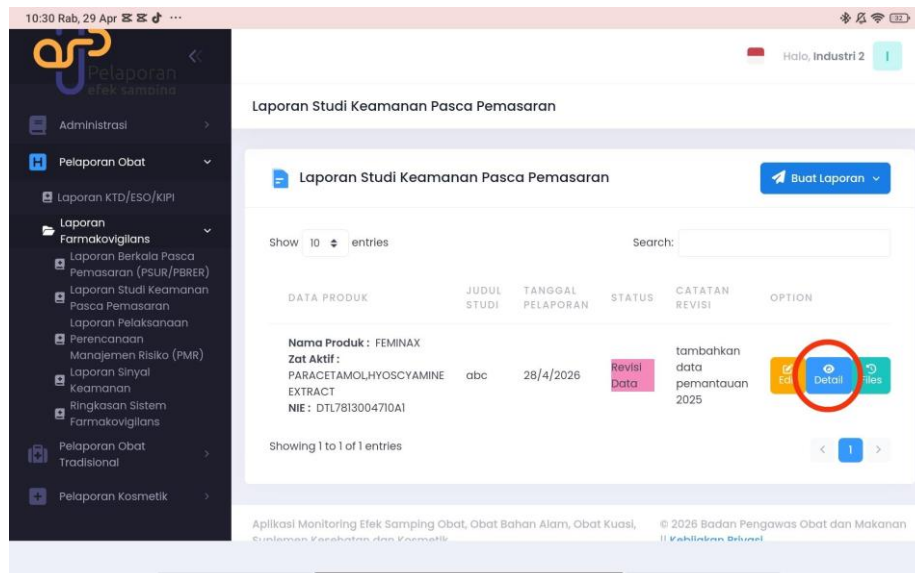 10:30 Rab, 29 Apr
32
Pelaporan
efek samping
Administrasi
Pelaporan Obat
Laporan KTD/ESO/KIPI
Laporan
Farmakovigilans
Laporan Berkala Pasca
Pemasaran (PSUR/PBRER)
Laporan Studi Keamanan
Pasca Pemasaran
Laporan Pelaksanaan
Perencanaan
Manajemen Risiko (PMR)
Laporan Sinyal
Keamanan
Ringkasan Sistem
Farmakovigilans
Pelaporan Obat
Tradisional
Pelaporan Kosmetik
Halo, Industri 2
I
Laporan Studi Keamanan Pasca Pemasaran
Laporan Studi Keamanan Pasca Pemasaran
Buat Laporan
Show 10 entries
Search:
DATA PRODUK
JUDUL
STUDI
TANGGAL
PELAPORAN
STATUS
CATATAN
REVISI
OPTION
Nama Produk : FEMINAX
Zat Aktif :
PARACETAMOL,HYOSCYAMINE
EXTRACT
NIE : DTL7813004710A1
abc
28/4/2026
Revisi
Data
tambahkan
data
pemantauan
2025
Edit
Detail
Files
Showing 1 to 1 of 1 entries
< 1 >
Aplikasi Monitoring Efek Samping Obat, Obat Bahan Alam, Obat Kuasi,
Suplemen Kesehatan dan Kosmetik
© 2026 Badan Pengawas Obat dan Makanan
|| Kebijakan Privasi